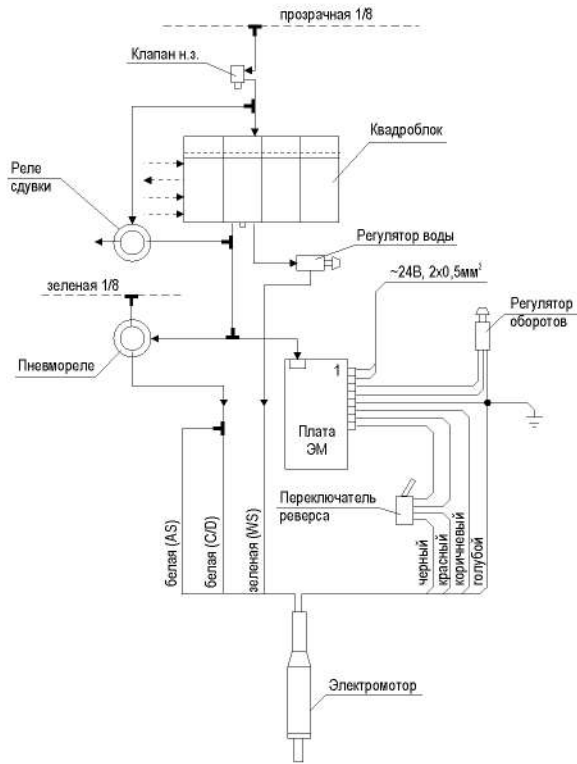 прозрачная 1/8
Клапан н.з.
Квадроблок
Реле
сдувки
Регулятор воды
~24В, 2х0,5мм²
зеленая 1/8
Регулятор
оборотов
Пневмореле
1
Плата
ЭМ
Переключатель
реверса
белая (AS)
белая (C/D)
зеленая (WS)
черный
красный
коричневый
голубой
Электромотор